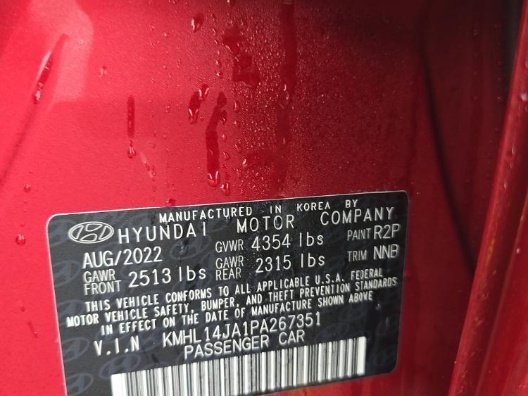 MANUFACTURED IN KOREA BY
HYUNDAI MOTOR COMPANY
AUG/2022 GVWR 4354 lbs PAINT R2P
GAWR FRONT 2513 lbs GAWR REAR 2315 lbs TRIM NNB
THIS VEHICLE CONFORMS TO ALL APPLICABLE U.S.A. FEDERAL
MOTOR VEHICLE SAFETY, BUMPER, AND THEFT PREVENTION STANDARDS
IN EFFECT ON THE DATE OF MANUFACTURE SHOWN ABOVE.
V.I.N KMHL14JA1PA267351
PASSENGER CAR